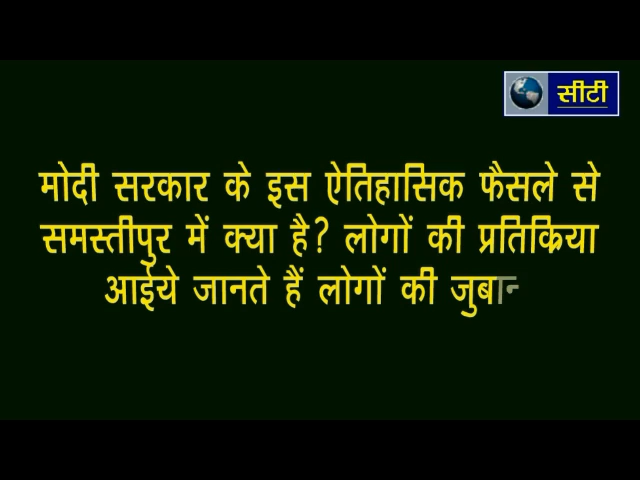 सीटी
मोदी सरकार के इस ऐतिहासिक फैसले से
समस्तीपुर में क्या है? लोगों की प्रतिक्रिया
आईये जानते हैं लोगों की जुबान